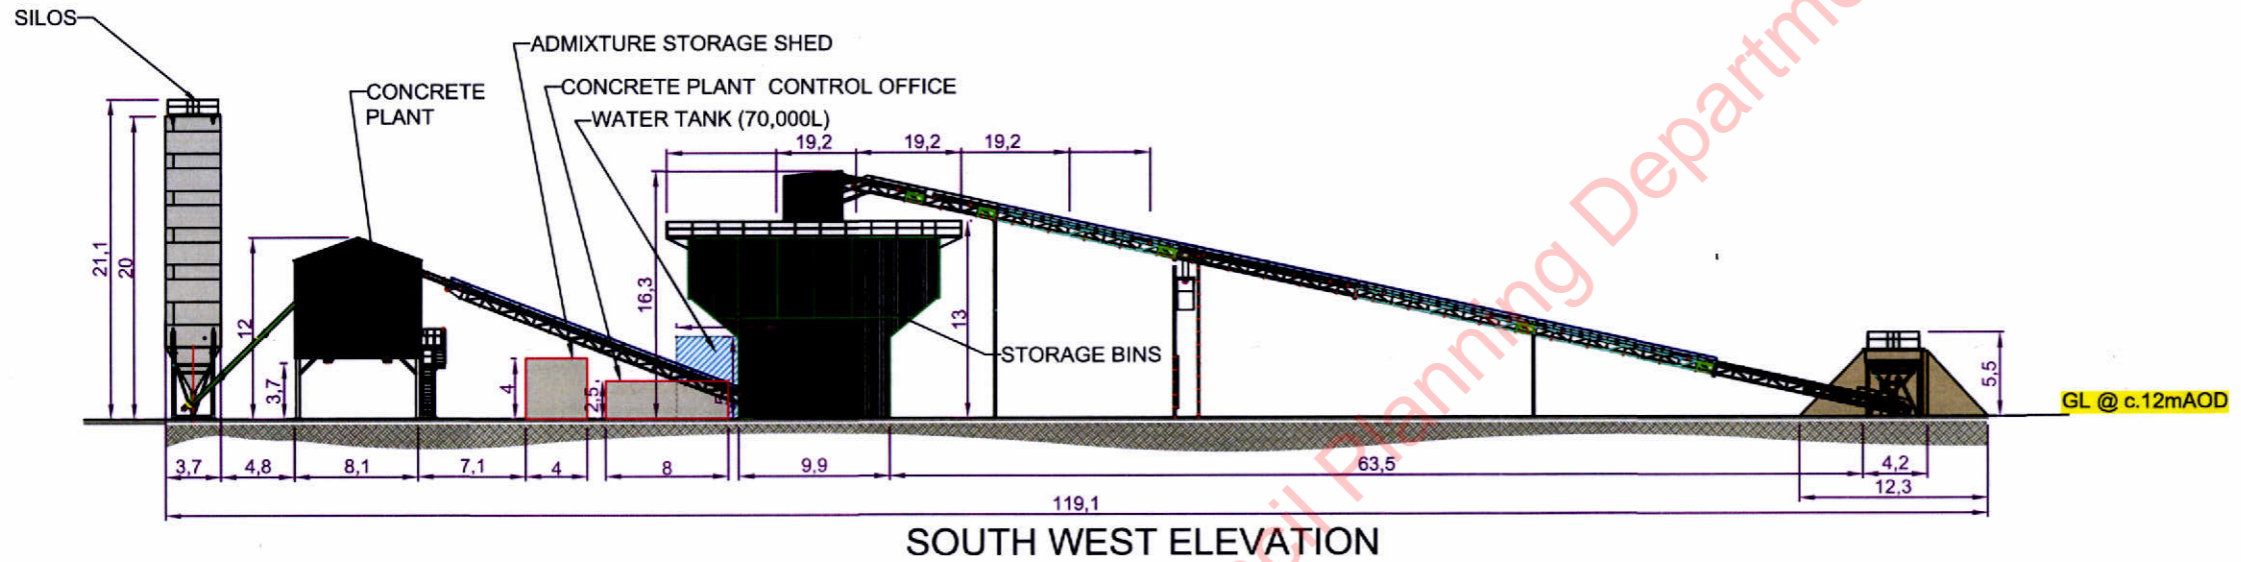 SILOS
ADMIXTURE STORAGE SHED
CONCRETE PLANT CONTROL OFFICE
WATER TANK (70,000L)
CONCRETE
PLANT
19,2 19,2 19,2
21,1
20
12
3,7
4
2,5
16,3
13
STORAGE BINS
5,5
GL @ c.12mAOD
3,7 4,8 8,1 7,1 4 8 9,9 63,5 4,2
12,3
119,1
SOUTH WEST ELEVATION
cil Planning Departme